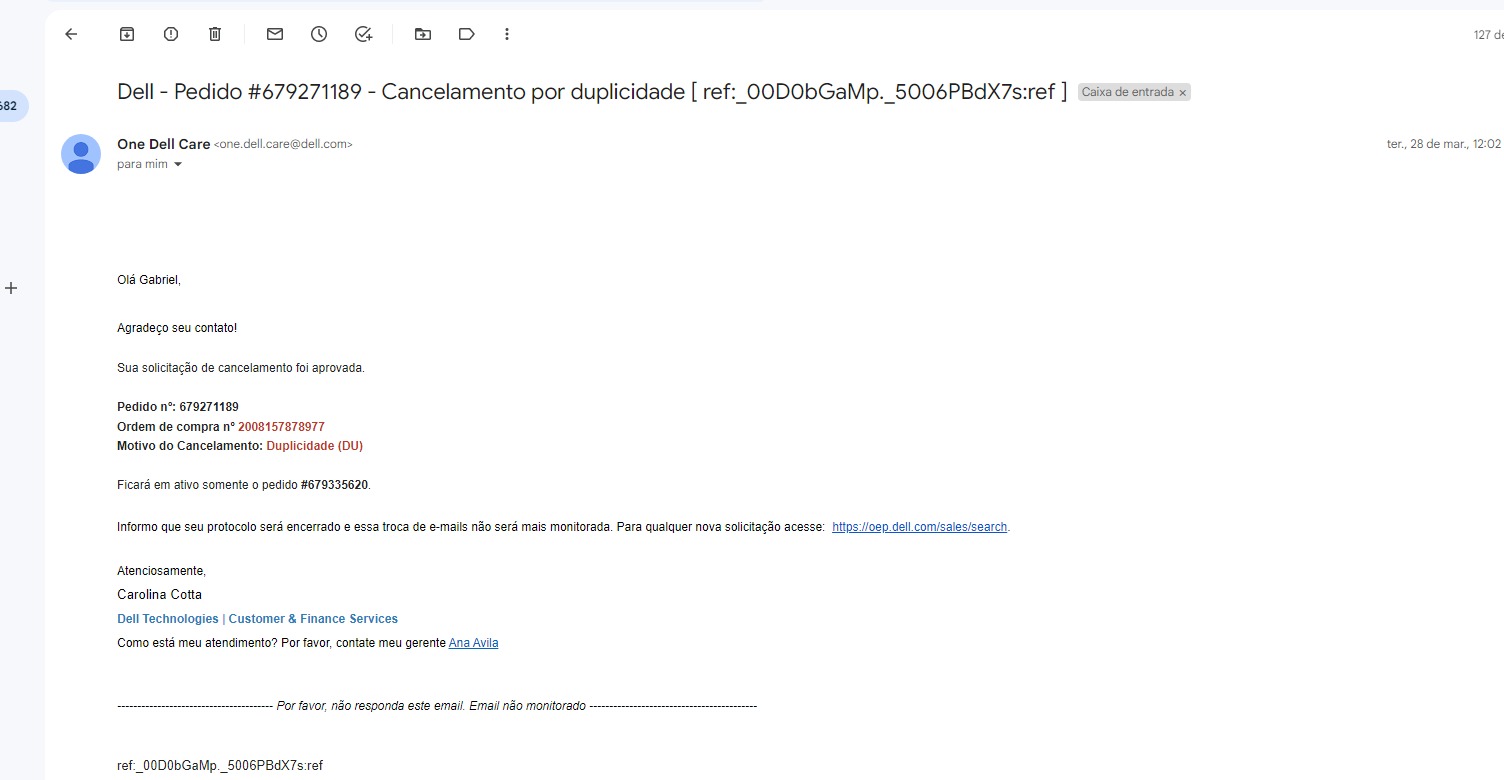 127 de
Dell - Pedido #679271189 - Cancelamento por duplicidade [ ref:_00D0bGaMp._5006PBdX7s:ref ] Caixa de entrada ×
682
One Dell Care <one.dell.care@dell.com> ter., 28 de mar., 12:02
para mim
Olá Gabriel,
Agradeço seu contato!
Sua solicitação de cancelamento foi aprovada.
Pedido nº: 679271189
Ordem de compra nº 2008157878977
Motivo do Cancelamento: Duplicidade (DU)
Ficará em ativo somente o pedido #679335620.
Informo que seu protocolo será encerrado e essa troca de e-mails não será mais monitorada. Para qualquer nova solicitação acesse: https://oep.dell.com/sales/search.
Atenciosamente,
Carolina Cotta
Dell Technologies | Customer & Finance Services
Como está meu atendimento? Por favor, contate meu gerente Ana Avila
--------------------------------------- Por favor, não responda este email. Email não monitorado ------------------------------------------
ref:_00D0bGaMp._5006PBdX7s:ref